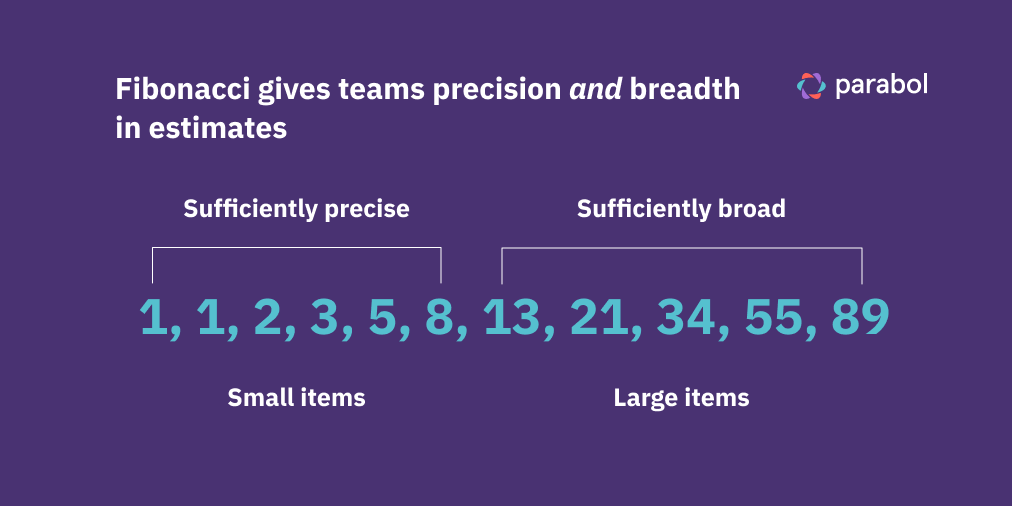 Fibonacci gives teams precision and breadth
in estimates
parabol
Sufficiently precise
Sufficiently broad
1, 1, 2, 3, 5, 8, 13, 21, 34, 55, 89
Small items
Large items